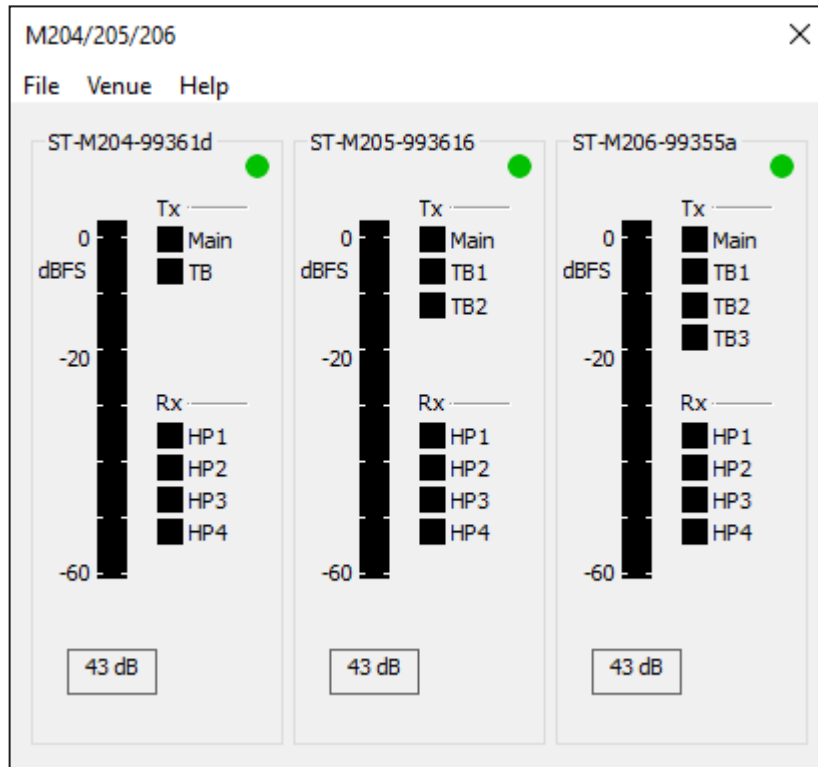 M204/205/206
File Venue Help
ST-M204-99361d
Tx
0
Main
dBFS
TB
-20
Rx
HP1
HP2
HP3
HP4
-60
43 dB
ST-M205-993616
Tx
0
Main
dBFS
TB1
TB2
-20
Rx
HP1
HP2
HP3
HP4
-60
43 dB
ST-M206-99355a
Tx
0
Main
dBFS
TB1
TB2
TB3
-20
Rx
HP1
HP2
HP3
HP4
-60
43 dB